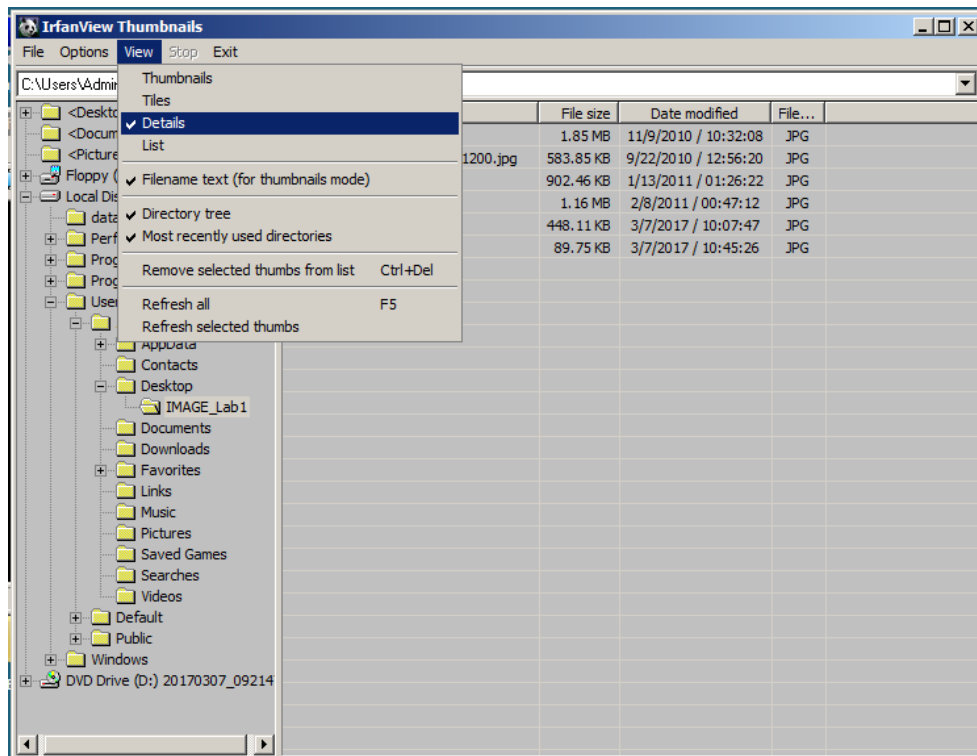 IrfanView Thumbnails
File Options View Stop Exit
C:\Users\Admin
Thumbnails
Tiles
Details
List
Filename text (for thumbnails mode)
Directory tree
Most recently used directories
Remove selected thumbs from list Ctrl+Del
Refresh all F5
Refresh selected thumbs
File size Date modified File...
1.85 MB 11/9/2010 / 10:32:08 JPG
1200.jpg 583.85 KB 9/22/2010 / 12:56:20 JPG
902.46 KB 1/13/2011 / 01:26:22 JPG
1.16 MB 2/8/2011 / 00:47:12 JPG
448.11 KB 3/7/2017 / 10:07:47 JPG
89.75 KB 3/7/2017 / 10:45:26 JPG
<Deskto
<Docum
<Picture
Floppy (
Local Dis
data
Perf
Prog
Prog
User
AppData
Contacts
Desktop
IMAGE_Lab1
Documents
Downloads
Favorites
Links
Music
Pictures
Saved Games
Searches
Videos
Default
Public
Windows
DVD Drive (D:) 20170307_09214